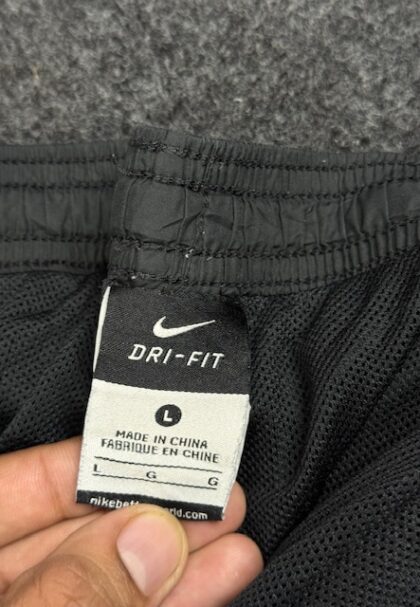 DRI-FIT
L
MADE IN CHINA
FABRIQUE EN CHINE
L G G